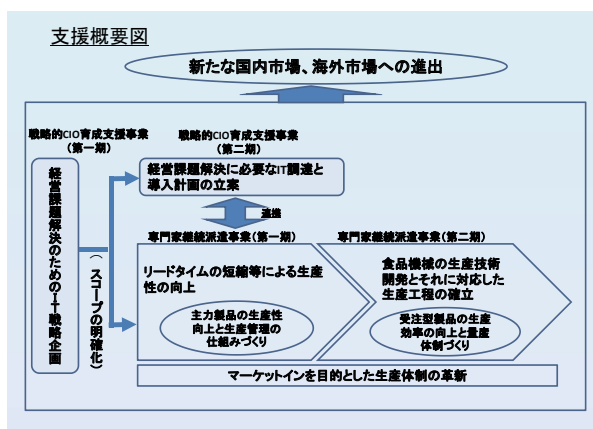 支援概要図
新たな国内市場、海外市場への進出
戦略的CIO育成支援事業
(第一期)
戦略的CIO育成支援事業
(第二期)
経営課題解決のためのIT戦略企画
(スコープの明確化)
経営課題解決に必要なIT調達と
導入計画の立案
連携
専門家継続派遣事業(第一期)
専門家継続派遣事業(第二期)
リードタイムの短縮等による生産
性の向上
主力製品の生産性
向上と生産管理の
仕組みづくり
食品機械の生産技術
開発とそれに対応した
生産工程の確立
受注型製品の生産
効率の向上と量産
体制づくり
マーケットインを目的とした生産体制の革新